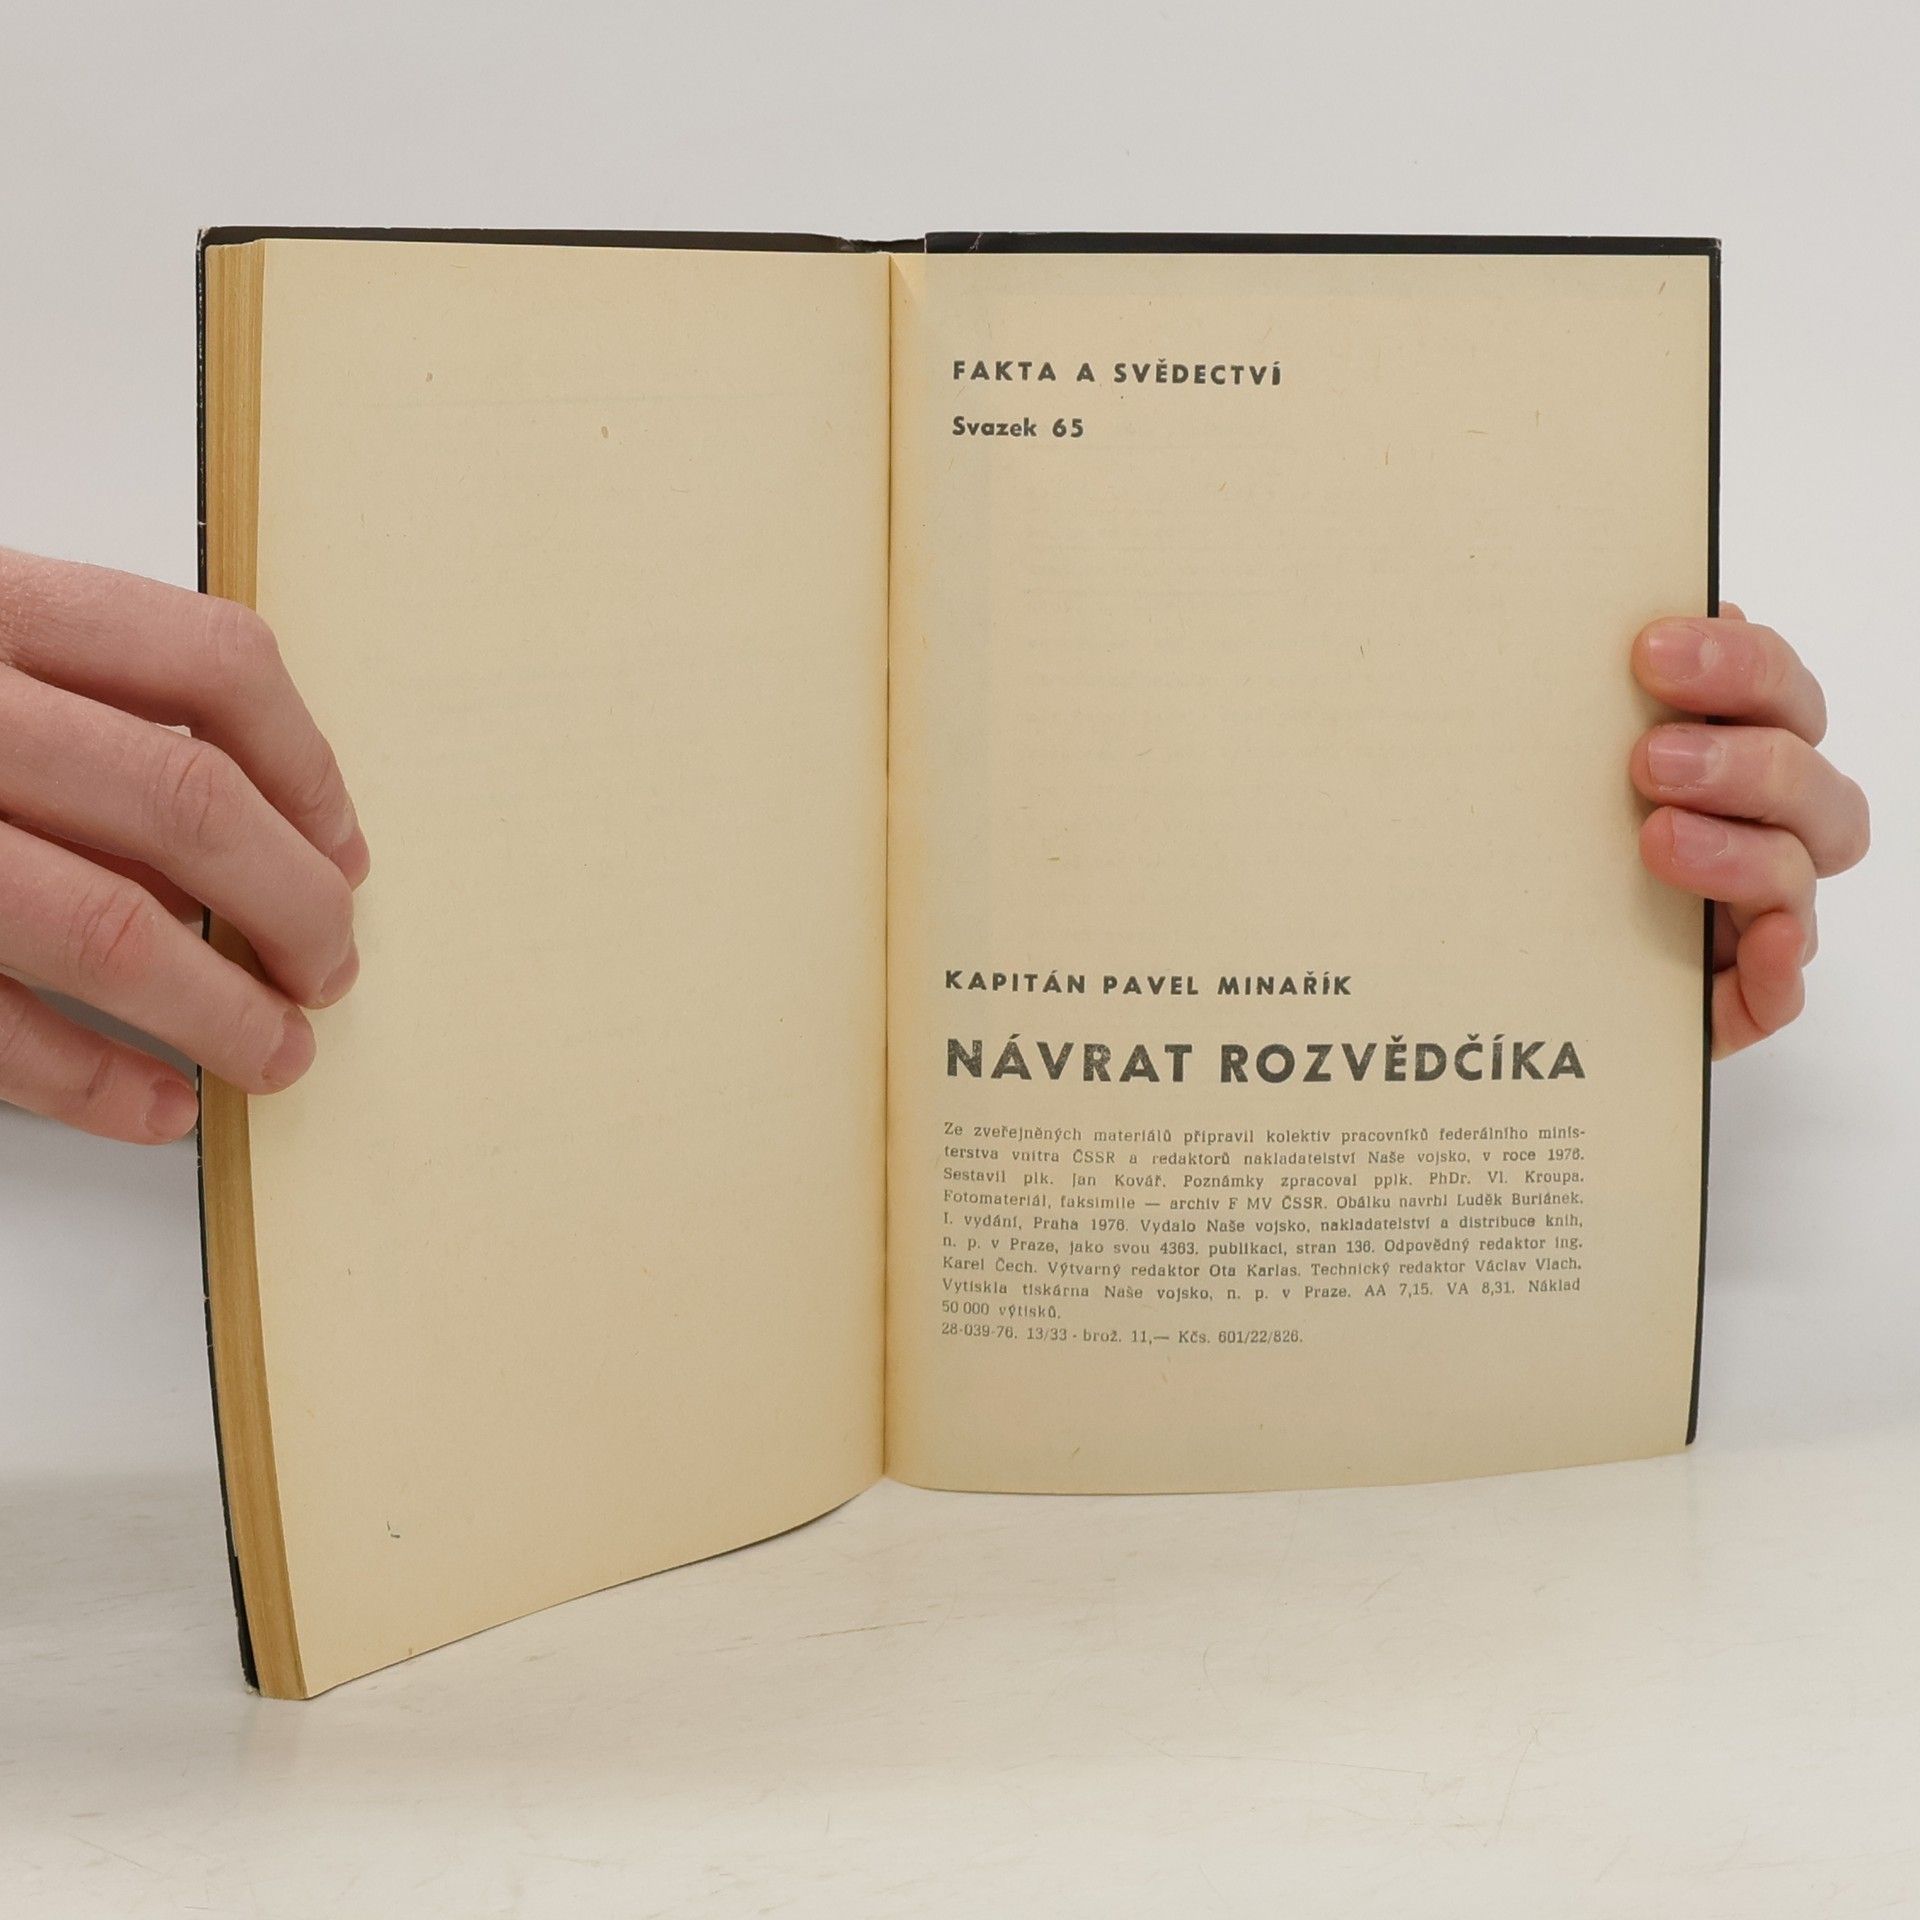 FAKTA A SVĚDECTVÍ
Svazek 65
KAPITÁN PAVEL MINAŘÍK
NÁVRAT ROZVĚDČÍKA
Ze zveřejněných materiálů připravil kolektiv pracovníků federálního minis-
terstva vnitra ČSSR a redaktorů nakladatelství Naše vojsko, v roce 1976.
Sestavil plk. Jan Kovář. Poznámky zpracoval pplk. PhDr. Vl. Kroupa.
Fotomateriál, faksimile — archiv F MV ČSSR. Obálku navrhl Luděk Buriánek.
I. vydání, Praha 1976. Vydalo Naše vojsko, nakladatelství a distribuce knih,
n. p. v Praze, jako svou 4363. publikaci, stran 136. Odpovědný redaktor ing.
Karel Čech. Výtvarný redaktor Ota Karlas. Technický redaktor Václav Vlach.
Vytiskla tiskárna Naše vojsko, n. p. v Praze. AA 7,15. VA 8,31. Náklad
50 000 výtisků.
28-039-76. 13/33 - brož. 11,— Kčs. 601/22/826.